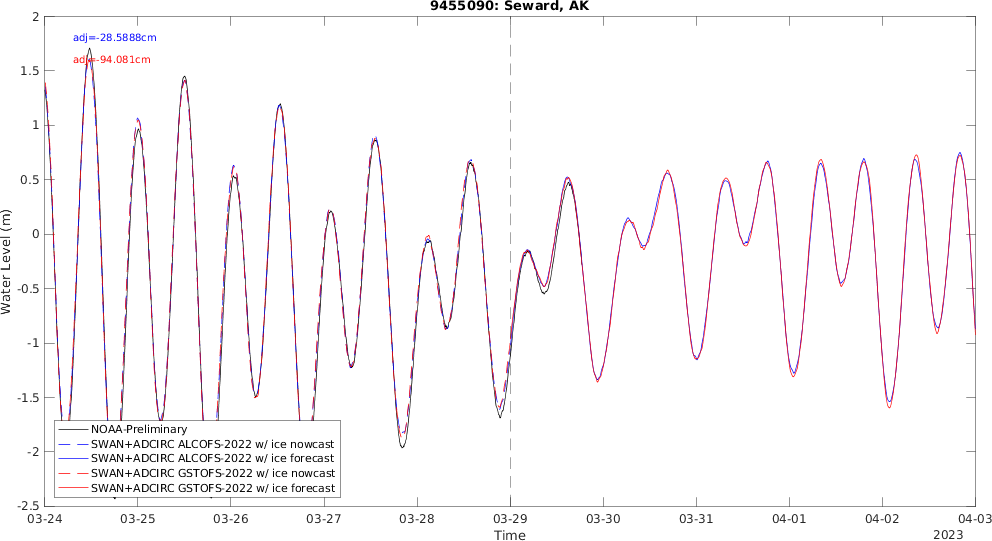 9455090: Seward, AK
adj=-28.5888cm
adj=-94.081cm
2
1.5
1
0.5
0
-0.5
-1
-1.5
-2
-2.5
Water Level (m)
NOAA-Preliminary
SWAN+ADCIRC ALCOFS-2022 w/ ice nowcast
SWAN+ADCIRC ALCOFS-2022 w/ ice forecast
SWAN+ADCIRC GSTOFS-2022 w/ ice nowcast
SWAN+ADCIRC GSTOFS-2022 w/ ice forecast
03-24 03-25 03-26 03-27 03-28 03-29 03-30 03-31 04-01 04-02 04-03
Time
2023